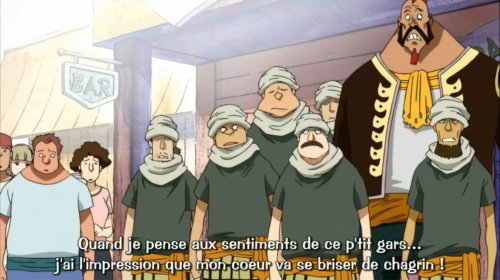 BAR
Quand je pense aux sentiments de ce p'tit gars...
j'ai l'impression que mon coeur va se briser de chagrin !